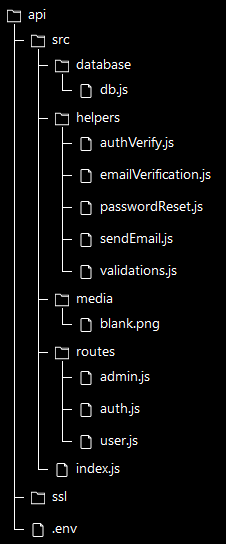 api
src
database
db.js
helpers
authVerify.js
emailVerification.js
passwordReset.js
sendEmail.js
validations.js
media
blank.png
routes
admin.js
auth.js
user.js
index.js
ssl
.env